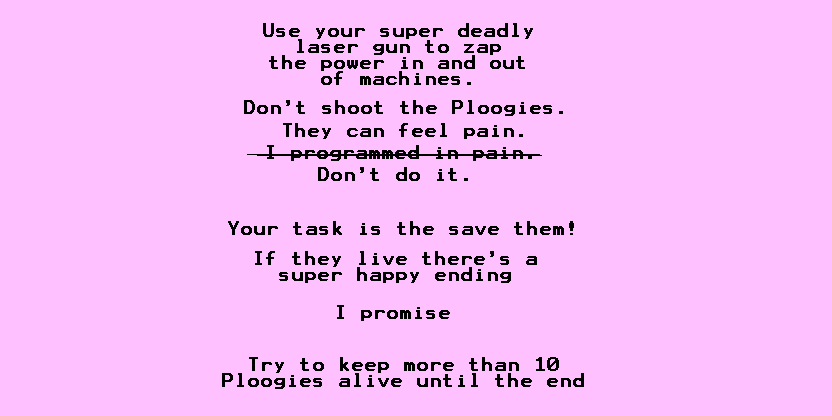 Use your super deadly
laser gun to zap
the power in and out
of machines.
Don't shoot the Ploogies.
They can feel pain.
I programmed in pain.
Don't do it.
Your task is the save them!
If they live there's a
super happy ending
I promise
Try to keep more than 10
Ploogies alive until the end